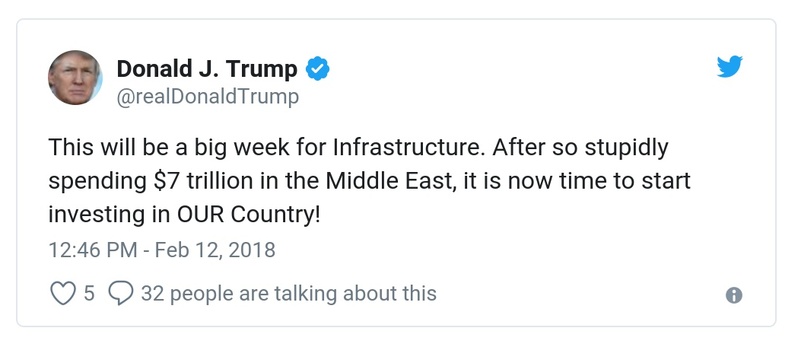 Donald J. Trump
@realDonaldTrump
This will be a big week for Infrastructure. After so stupidly
spending $7 trillion in the Middle East, it is now time to start
investing in OUR Country!
12:46 PM - Feb 12, 2018
5 32 people are talking about this